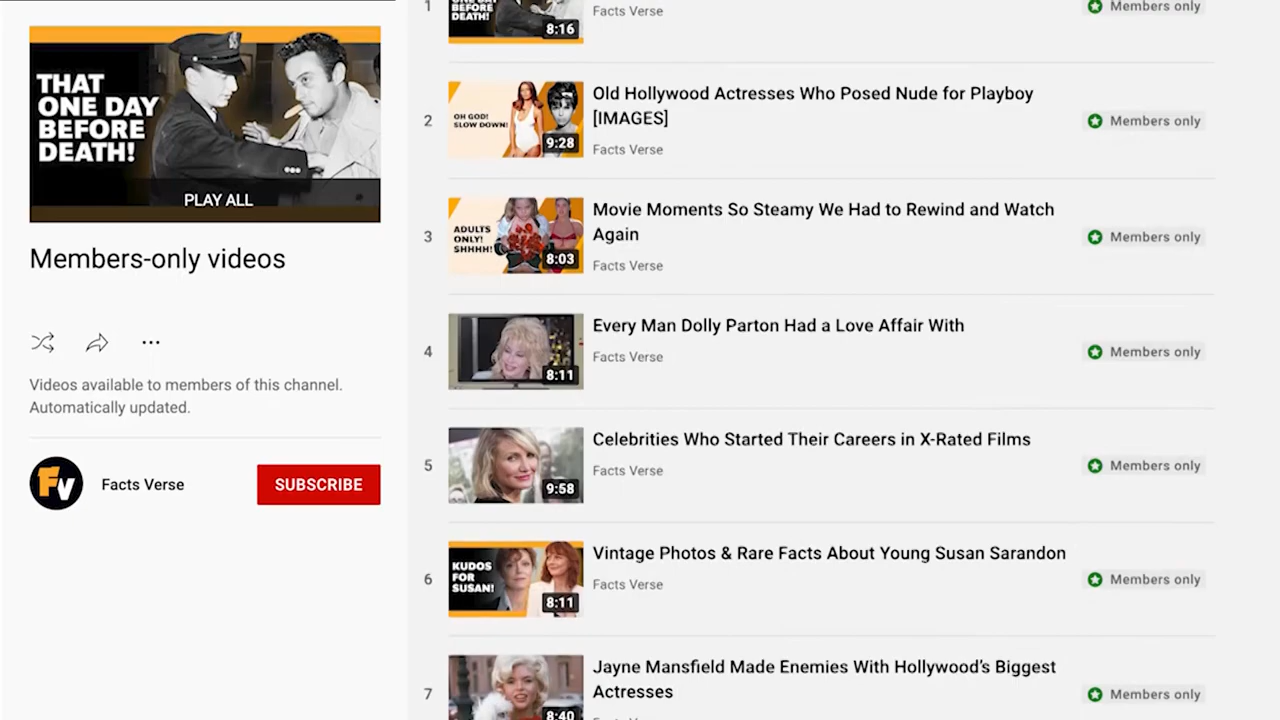 THAT
ONE DAY
BEFORE
DEATH!
PLAY ALL
Members-only videos
Videos available to members of this channel.
Automatically updated.
FV
Facts Verse
SUBSCRIBE
1
DEATH!
8:16
Facts Verse
Members only
2
OH GOD!
SLOW DOWN!
9:28
Old Hollywood Actresses Who Posed Nude for Playboy
[IMAGES]
Facts Verse
Members only
3
ADULTS
ONLY!
SHHHH!
8:03
Movie Moments So Steamy We Had to Rewind and Watch
Again
Facts Verse
Members only
4
8:11
Every Man Dolly Parton Had a Love Affair With
Facts Verse
Members only
5
9:58
Celebrities Who Started Their Careers in X-Rated Films
Facts Verse
Members only
6
KUDOS
FOR
SUSAN!
8:11
Vintage Photos & Rare Facts About Young Susan Sarandon
Facts Verse
Members only
7
8:40
Jayne Mansfield Made Enemies With Hollywood's Biggest
Actresses
Members only